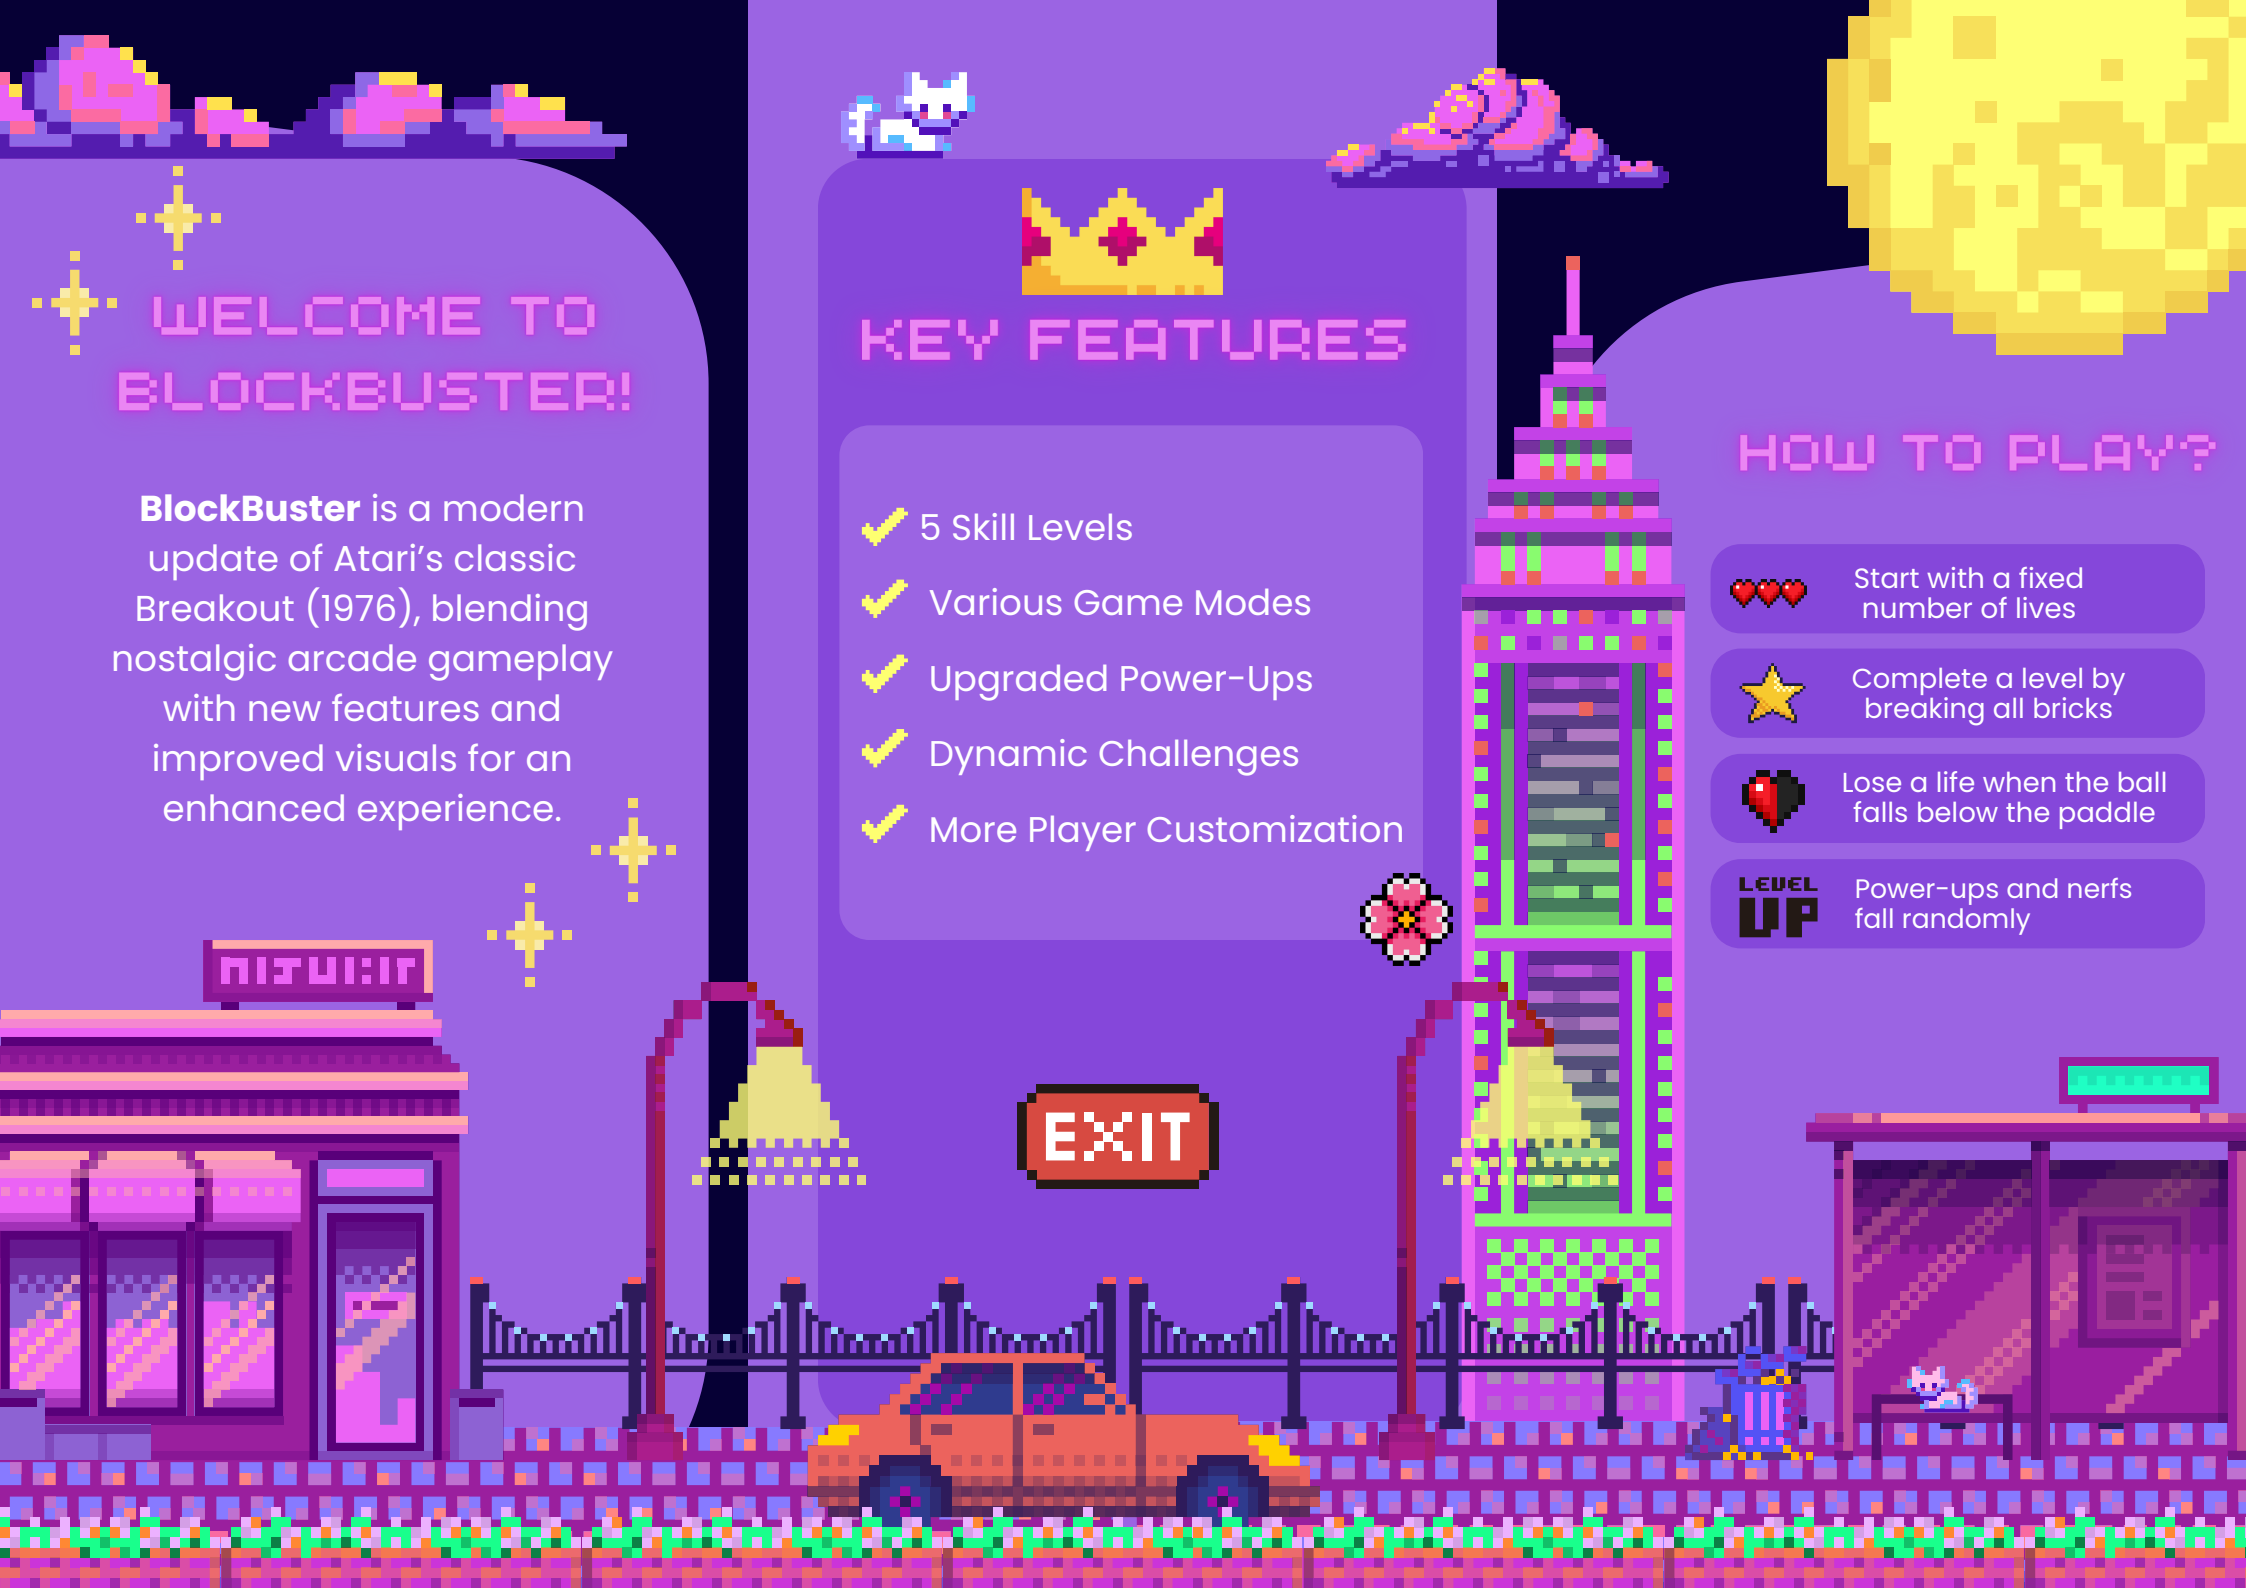 WELCOME TO
BLOCKBUSTER!
BlockBuster is a modern
update of Atari's classic
Breakout (1976), blending
nostalgic arcade gameplay
with new features and
improved visuals for an
enhanced experience.
KEY FEATURES
5 Skill Levels
Various Game Modes
Upgraded Power-Ups
Dynamic Challenges
More Player Customization
EXIT
HOW TO PLAY?
Start with a fixed
number of lives
Complete a level by
breaking all bricks
Lose a life when the ball
falls below the paddle
LEVEL
UP
Power-ups and nerfs
fall randomly